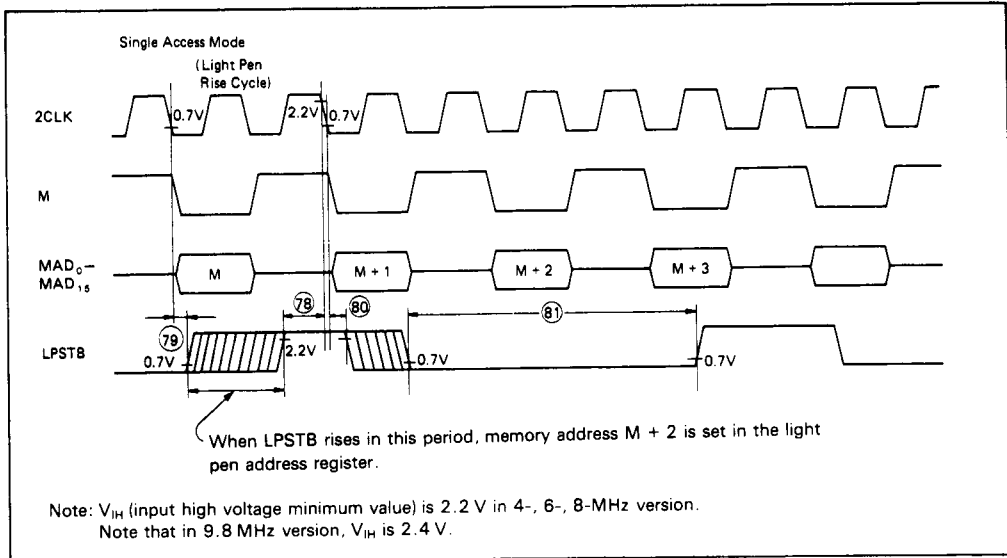 Single Access Mode
(Light Pen
Rise Cycle)
2CLK
0.7V
2.2V
0.7V
M
MAD₀—
MAD₁₅
M
M + 1
M + 2
M + 3
78
80
81
79
LPSTB
0.7V
2.2V
0.7V
0.7V
When LPSTB rises in this period, memory address M + 2 is set in the light
pen address register.
Note: V_IH (input high voltage minimum value) is 2.2 V in 4-, 6-, 8-MHz version.
Note that in 9.8 MHz version, V_IH is 2.4 V.